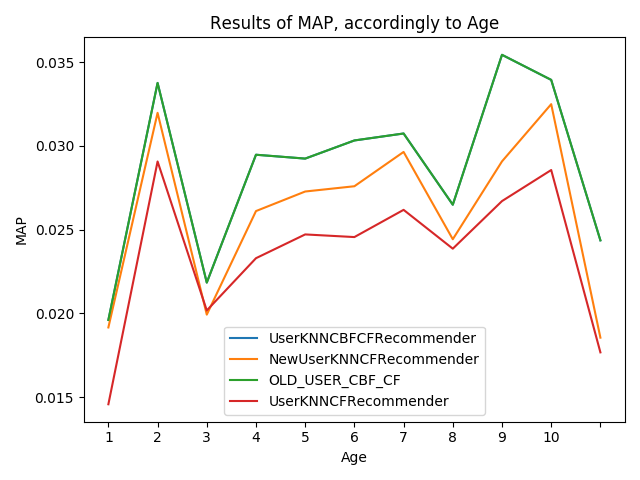 Results of MAP, accordingly to Age
0.035
0.030
0.025
0.020
0.015
MAP
UserKNNCBFCFRecommender
NewUserKNNCFRecommender
OLD_USER_CBF_CF
UserKNNCFRecommender
1 2 3 4 5 6 7 8 9 10
Age